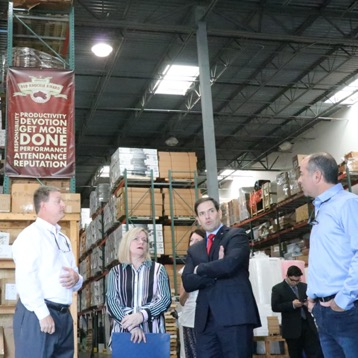 PRODUCTIVITY
DEVOTION
GET MORE
DONE
PERFORMANCE
ATTENDANCE
REPUTATION